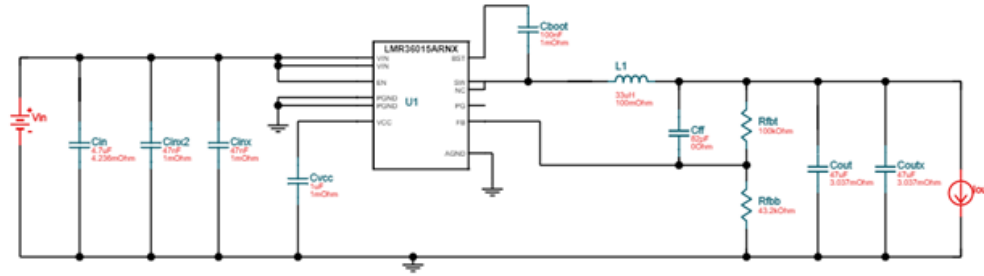 Cboot
100nF
1mOhm
LMR36015ARNX
VIN
VIN
EN
PGND
PGND
VCC
BST
SW
NC
PG
FB
AGND
U1
L1
33uH
100mOhm
Vin
Cin
4.7uF
4.236mOhm
Cinx2
47nF
1mOhm
Cinx
47nF
1mOhm
Cvcc
1uF
1mOhm
Cff
82pF
0Ohm
Rfbt
100kOhm
Rfbb
43.2kOhm
Cout
47uF
3.037mOhm
Coutx
47uF
3.037mOhm